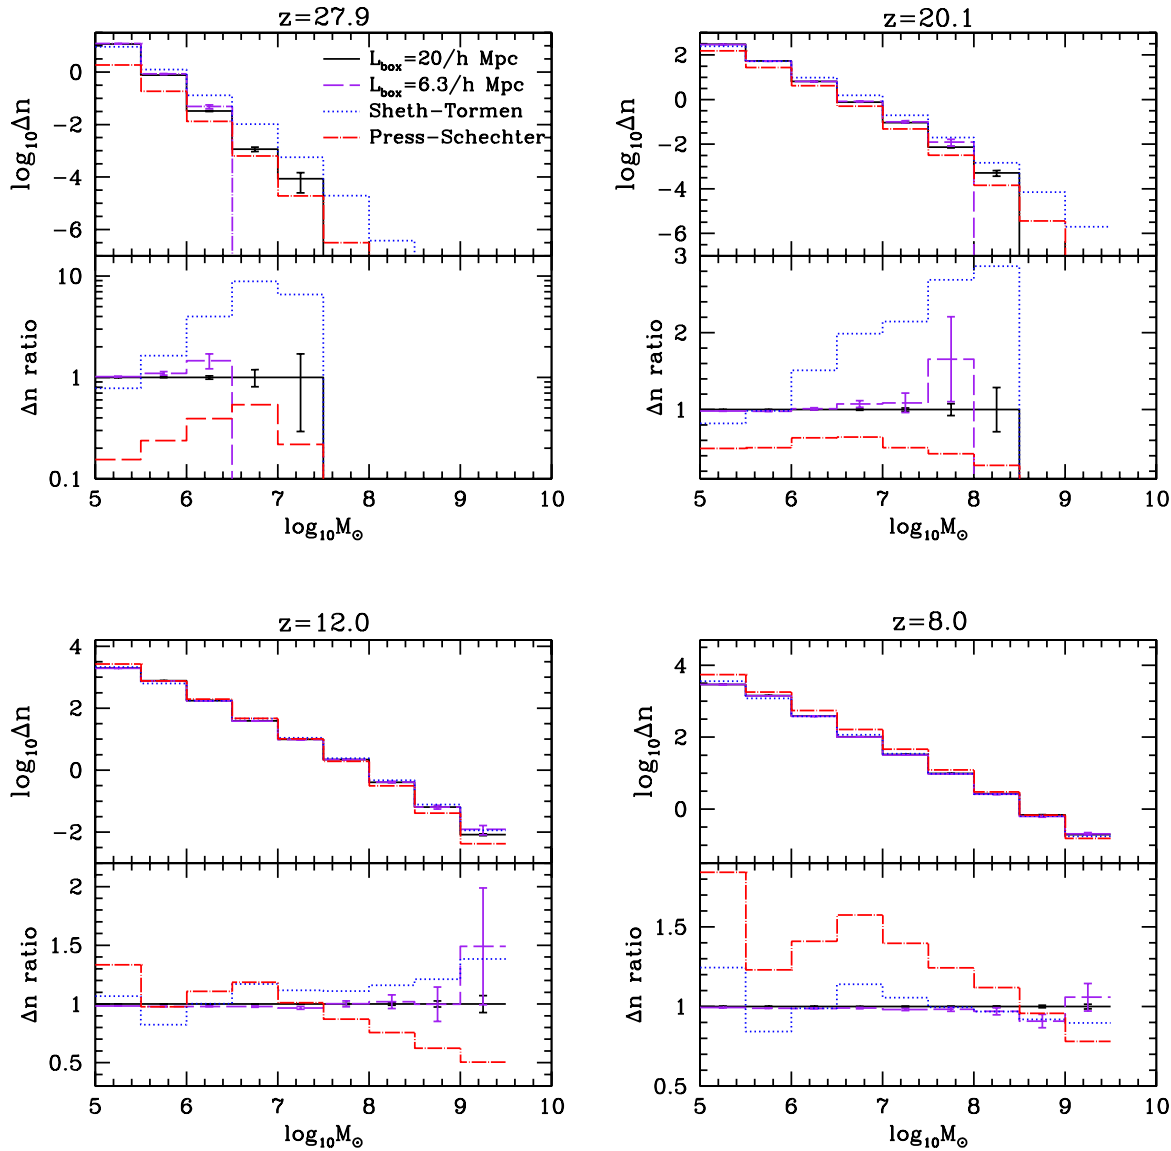 z=27.9
log₁₀Δn
0
−2
−4
−6
L_box=20/h Mpc
L_box=6.3/h Mpc
Sheth−Tormen
Press−Schechter
Δn ratio
10
1
0.1
5 6 7 8 9 10
log₁₀M⊙
z=20.1
log₁₀Δn
2
0
−2
−4
−6
3
Δn ratio
3
2
1
5 6 7 8 9 10
log₁₀M⊙
z=12.0
log₁₀Δn
4
2
0
−2
Δn ratio
2
1.5
1
0.5
5 6 7 8 9 10
log₁₀M⊙
z=8.0
log₁₀Δn
4
2
0
Δn ratio
1.5
1
0.5
5 6 7 8 9 10
log₁₀M⊙